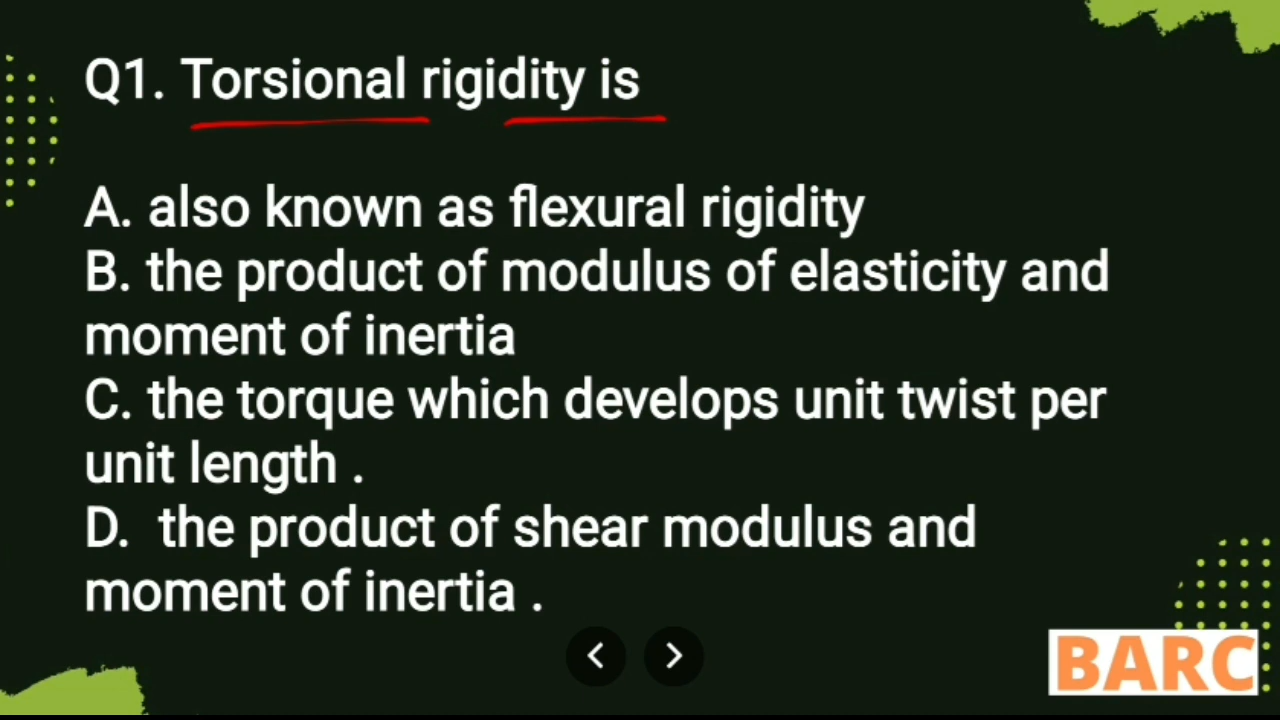 Q1. Torsional rigidity is
A. also known as flexural rigidity
B. the product of modulus of elasticity and
moment of inertia
C. the torque which develops unit twist per
unit length .
D.  the product of shear modulus and
moment of inertia .
BARC